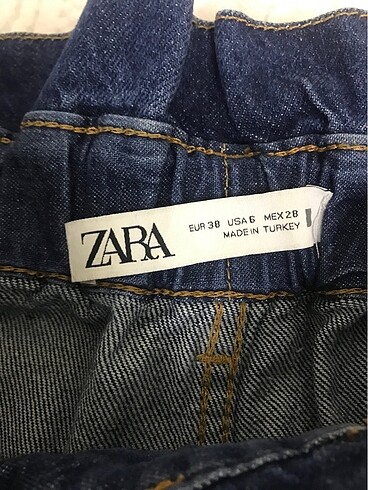 ZARA
EUR 38 USA 6 MEX 28
MADE IN TURKEY